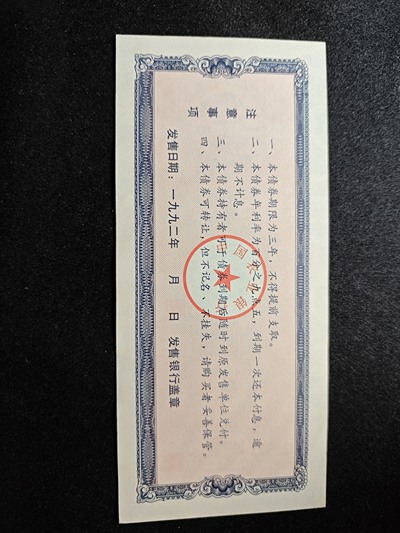 注意事项
一、本债券期限为三年，不得提前支取。
二、本债券年利率为百分之九点五，到期一次还本付息，逾
期不计息。
三、本债券持有者可于债券到期后随时到原发售单位兑付。
四、本债券可转让，但不记名、不挂失，请购买者妥善保管。
发售日期：一九九二年 月 日 发售银行盖章